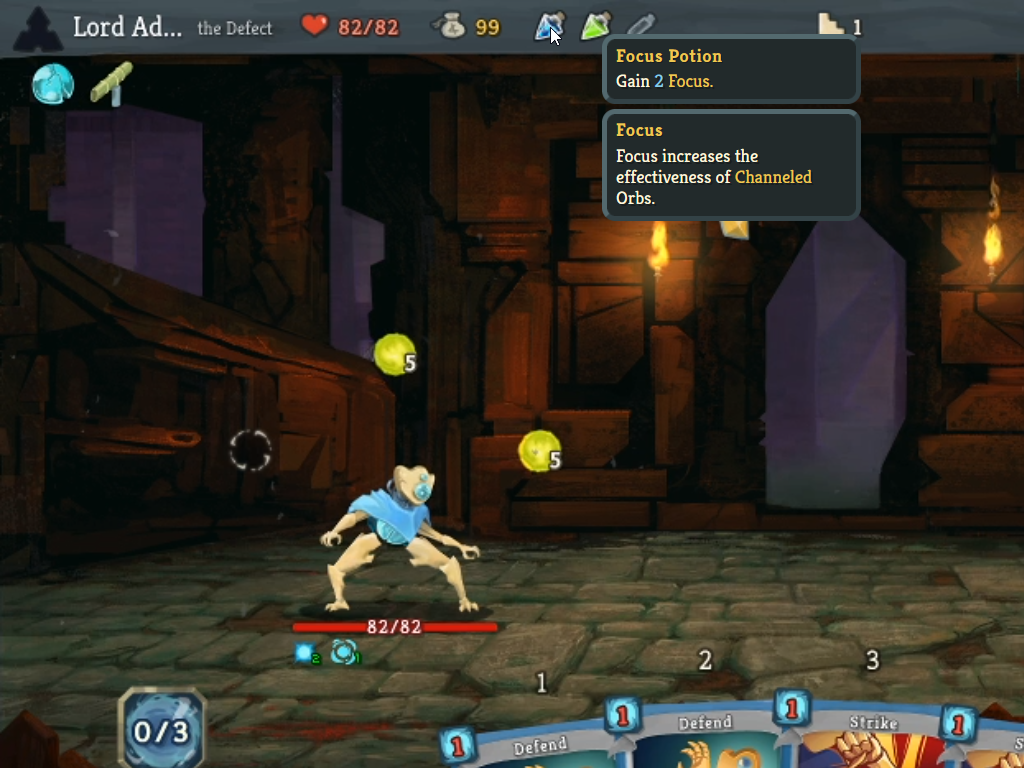 Lord Ad... the Defect 82/82 99 1
Focus Potion
Gain 2 Focus.
Focus
Focus increases the
effectiveness of Channeled
Orbs.
5
5
82/82
2 1
1 2 3
0/3
1 Defend 1 Defend 1 Strike 1